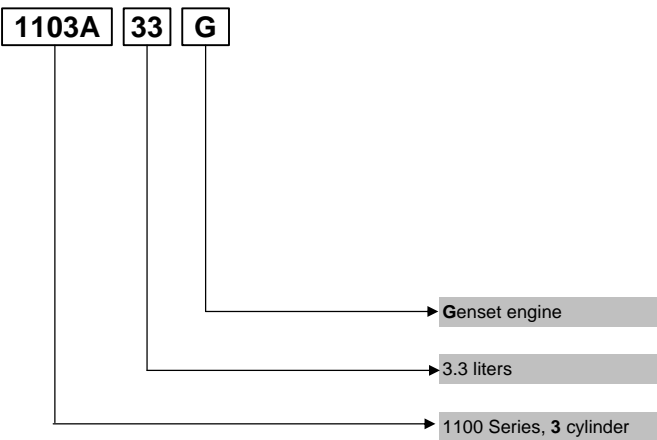 1103A 33 G
Genset engine
3.3 liters
1100 Series, 3 cylinder